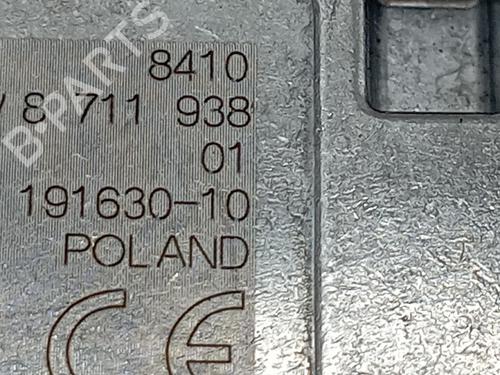 8410
/ 8 711 938
01
191630-10
POLAND
CE
B-PARTS